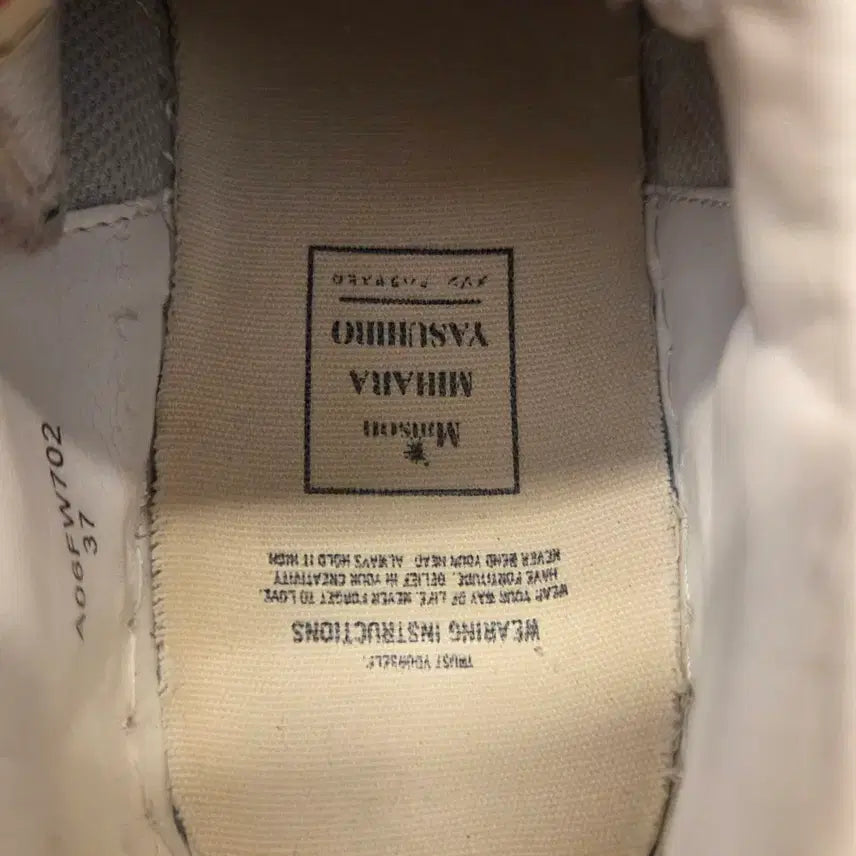 TRUST YOURSELF.
WEARING INSTRUCTIONS
WEAR YOUR WAY OF LIFE. NEVER FORGET TO LOVE.
HAVE FORTITUDE. BELIEF IN YOUR CREATIVITY
NEVER BEND YOUR HEAD ALWAYS HOLD IT HIGH
Maison
MIHARA
YASUHIRO
A06FW702
37